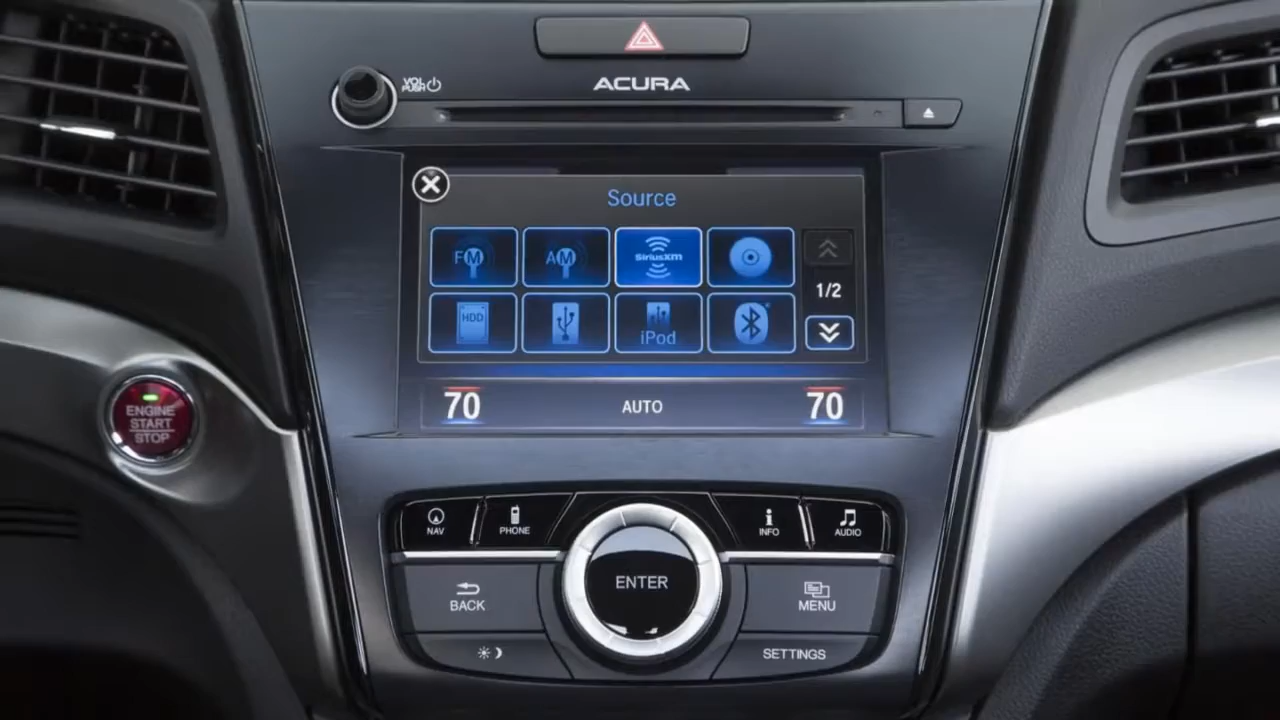 VOL
PUSH
ACURA
Source
FM
AM
SiriusXM
HDD
iPod
1/2
70
AUTO
70
ENGINE
START
STOP
NAV
PHONE
INFO
AUDIO
ENTER
BACK
MENU
SETTINGS